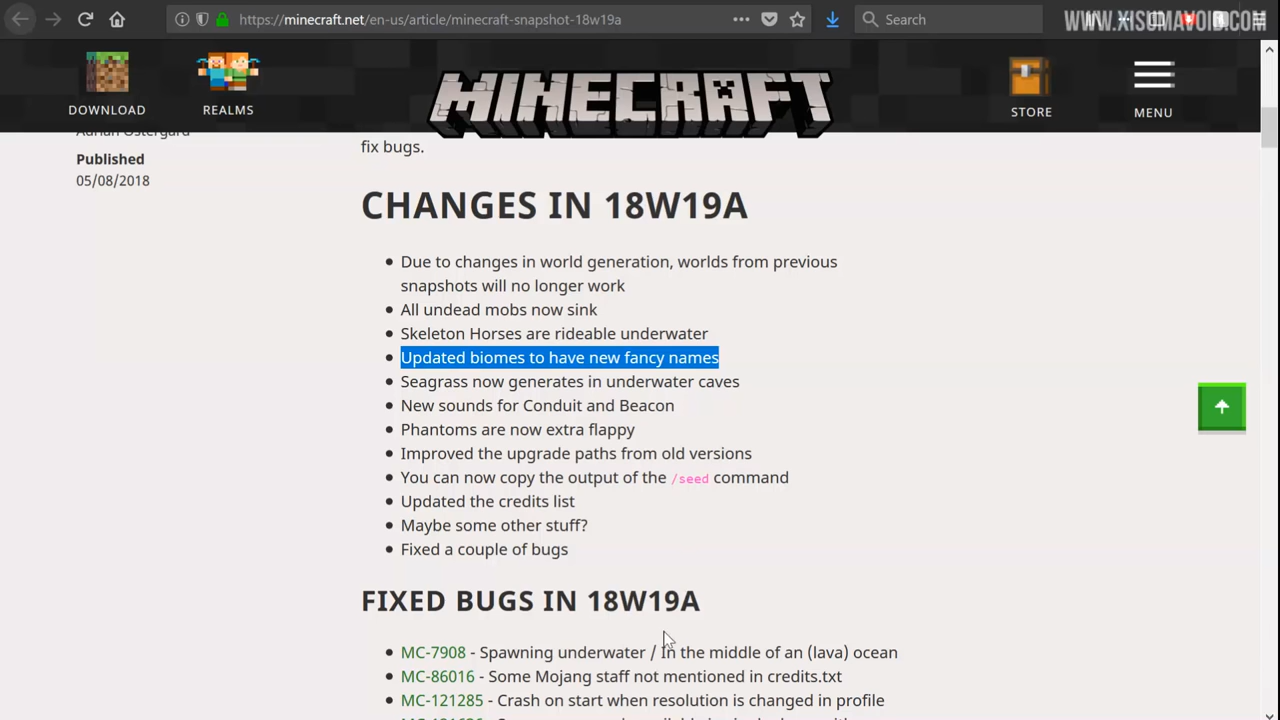 https://minecraft.net/en-us/article/minecraft-snapshot-18w19a
Search
WWW.XISUMAVOID.COM
DOWNLOAD
REALMS
MINECRAFT
STORE
MENU
Adrian Östergård
Published
05/08/2018
fix bugs.
CHANGES IN 18W19A
Due to changes in world generation, worlds from previous
snapshots will no longer work
All undead mobs now sink
Skeleton Horses are rideable underwater
Updated biomes to have new fancy names
Seagrass now generates in underwater caves
New sounds for Conduit and Beacon
Phantoms are now extra flappy
Improved the upgrade paths from old versions
You can now copy the output of the /seed command
Updated the credits list
Maybe some other stuff?
Fixed a couple of bugs
FIXED BUGS IN 18W19A
MC-7908 - Spawning underwater / In the middle of an (lava) ocean
MC-86016 - Some Mojang staff not mentioned in credits.txt
MC-121285 - Crash on start when resolution is changed in profile